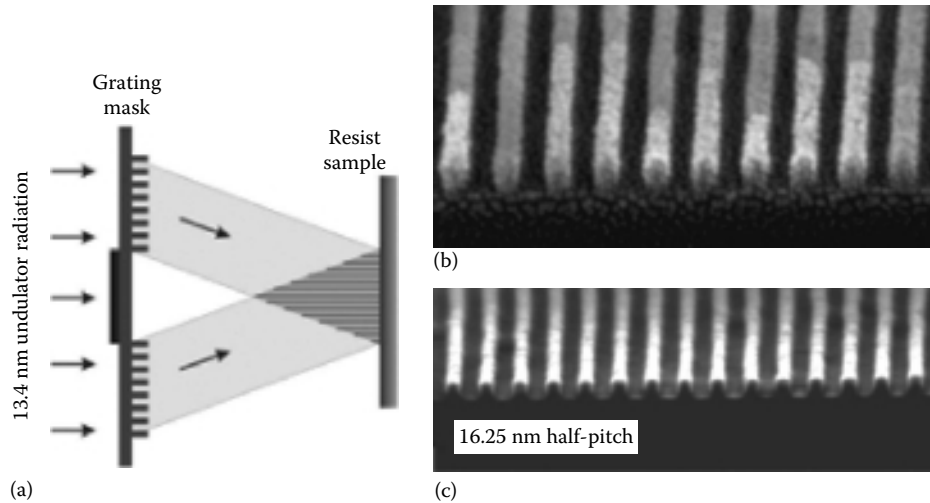 Grating
mask
Resist
sample
13.4 nm undulator radiation
(a)
(b)
16.25 nm half-pitch
(c)